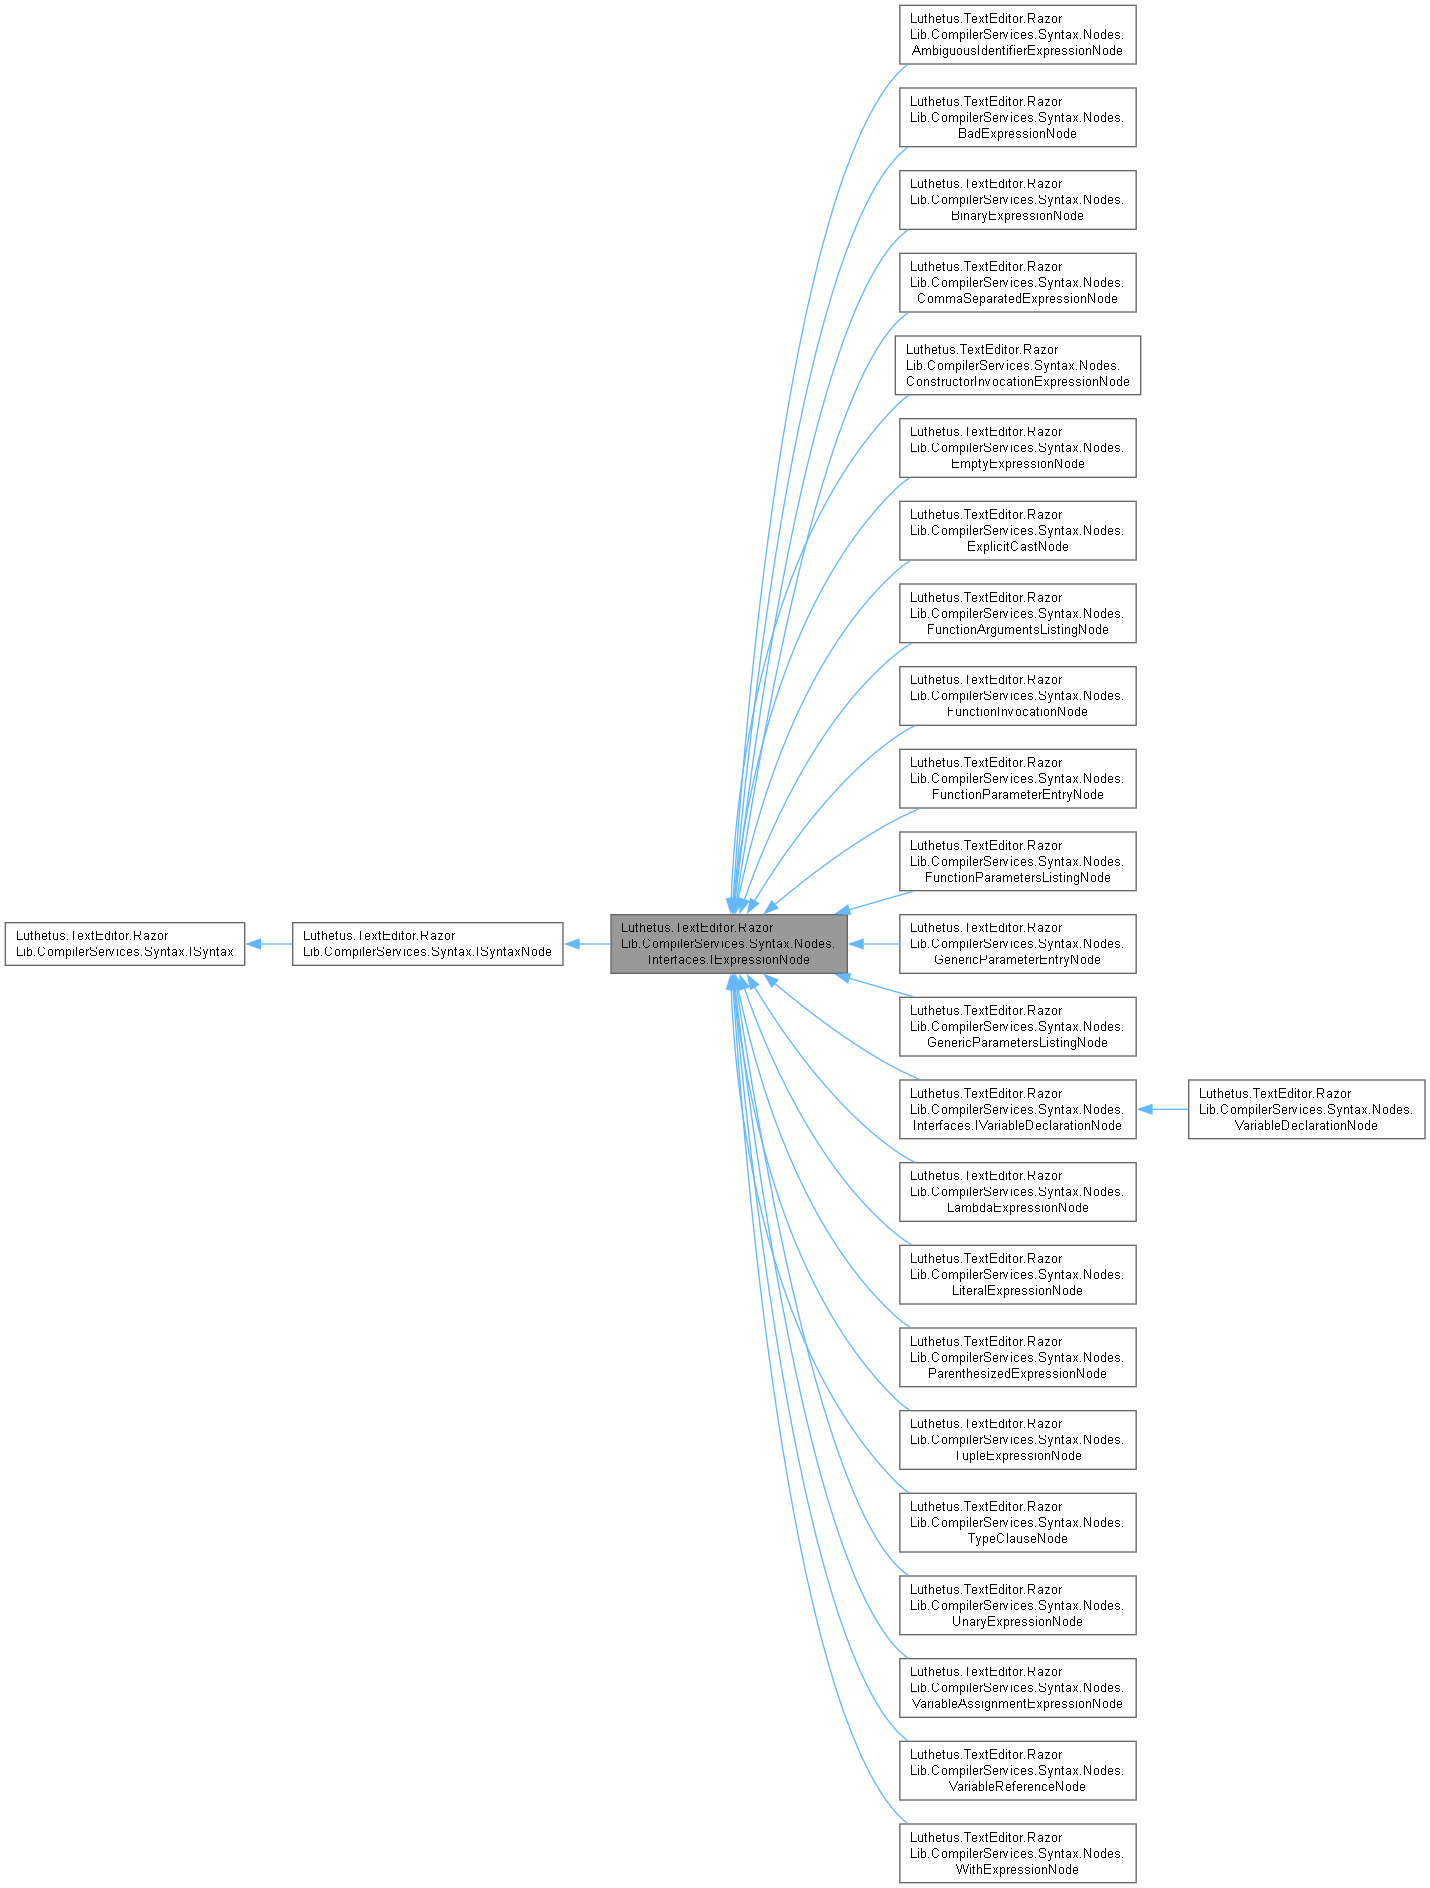 Luthetus.TextEditor.Razor
Lib.CompilerServices.Syntax.Nodes.
AmbiguousIdentifierExpressionNode
Luthetus.TextEditor.Razor
Lib.CompilerServices.Syntax.Nodes.
BadExpressionNode
Luthetus.TextEditor.Razor
Lib.CompilerServices.Syntax.Nodes.
BinaryExpressionNode
Luthetus.TextEditor.Razor
Lib.CompilerServices.Syntax.Nodes.
CommaSeparatedExpressionNode
Luthetus.TextEditor.Razor
Lib.CompilerServices.Syntax.Nodes.
ConstructorInvocationExpressionNode
Luthetus.TextEditor.Razor
Lib.CompilerServices.Syntax.Nodes.
EmptyExpressionNode
Luthetus.TextEditor.Razor
Lib.CompilerServices.Syntax.Nodes.
ExplicitCastNode
Luthetus.TextEditor.Razor
Lib.CompilerServices.Syntax.Nodes.
FunctionArgumentsListingNode
Luthetus.TextEditor.Razor
Lib.CompilerServices.Syntax.Nodes.
FunctionInvocationNode
Luthetus.TextEditor.Razor
Lib.CompilerServices.Syntax.Nodes.
FunctionParameterEntryNode
Luthetus.TextEditor.Razor
Lib.CompilerServices.Syntax.Nodes.
FunctionParametersListingNode
Luthetus.TextEditor.Razor
Lib.CompilerServices.Syntax.ISyntax
Luthetus.TextEditor.Razor
Lib.CompilerServices.Syntax.ISyntaxNode
Luthetus.TextEditor.Razor
Lib.CompilerServices.Syntax.Nodes.
Interfaces.IExpressionNode
Luthetus.TextEditor.Razor
Lib.CompilerServices.Syntax.Nodes.
GenericParameterEntryNode
Luthetus.TextEditor.Razor
Lib.CompilerServices.Syntax.Nodes.
GenericParametersListingNode
Luthetus.TextEditor.Razor
Lib.CompilerServices.Syntax.Nodes.
Interfaces.IVariableDeclarationNode
Luthetus.TextEditor.Razor
Lib.CompilerServices.Syntax.Nodes.
VariableDeclarationNode
Luthetus.TextEditor.Razor
Lib.CompilerServices.Syntax.Nodes.
LambdaExpressionNode
Luthetus.TextEditor.Razor
Lib.CompilerServices.Syntax.Nodes.
LiteralExpressionNode
Luthetus.TextEditor.Razor
Lib.CompilerServices.Syntax.Nodes.
ParenthesizedExpressionNode
Luthetus.TextEditor.Razor
Lib.CompilerServices.Syntax.Nodes.
TupleExpressionNode
Luthetus.TextEditor.Razor
Lib.CompilerServices.Syntax.Nodes.
TypeClauseNode
Luthetus.TextEditor.Razor
Lib.CompilerServices.Syntax.Nodes.
UnaryExpressionNode
Luthetus.TextEditor.Razor
Lib.CompilerServices.Syntax.Nodes.
VariableAssignmentExpressionNode
Luthetus.TextEditor.Razor
Lib.CompilerServices.Syntax.Nodes.
VariableReferenceNode
Luthetus.TextEditor.Razor
Lib.CompilerServices.Syntax.Nodes.
WithExpressionNode